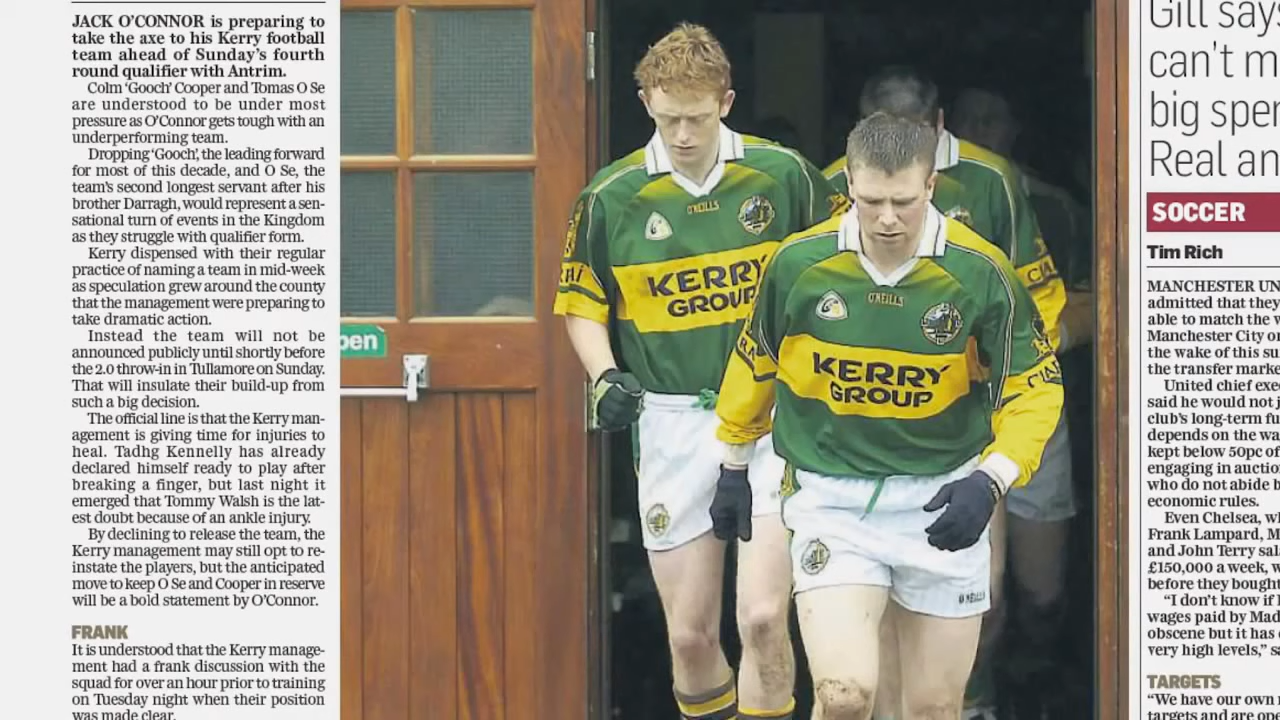 JACK O'CONNOR is preparing to
take the axe to his Kerry football
team ahead of Sunday's fourth
round qualifier with Antrim.
Colm 'Gooch' Cooper and Tomas O Se
are understood to be under most
pressure as O'Connor gets tough with an
underperforming team.
Dropping 'Gooch', the leading forward
for most of this decade, and O Se, the
team's second longest servant after his
brother Darragh, would represent a sen-
sational turn of events in the Kingdom
as they struggle with qualifier form.
Kerry dispensed with their regular
practice of naming a team in mid-week
as speculation grew around the county
that the management were preparing to
take dramatic action.
Instead the team will not be
announced publicly until shortly before
the 2.0 throw-in in Tullamore on Sunday.
That will insulate their build-up from
such a big decision.
The official line is that the Kerry man-
agement is giving time for injuries to
heal. Tadhg Kennelly has already
declared himself ready to play after
breaking a finger, but last night it
emerged that Tommy Walsh is the lat-
est doubt because of an ankle injury.
By declining to release the team, the
Kerry management may still opt to re-
instate the players, but the anticipated
move to keep O Se and Cooper in reserve
will be a bold statement by O'Connor.
FRANK
It is understood that the Kerry manage-
ment had a frank discussion with the
squad for over an hour prior to training
on Tuesday night when their position
was made clear.
pen
O'NEILLS
KERRY
GROUP
O'NEILLS
KERRY
GROUP
O'NEILLS
Gill say
can't m
big spen
Real an
SOCCER
Tim Rich
MANCHESTER UN
admitted that they
able to match the w
Manchester City or
the wake of this su
the transfer marke
United chief exe
said he would not j
club's long-term fu
depends on the wa
kept below 50pc of
engaging in auction
who do not abide b
economic rules.
Even Chelsea, wh
Frank Lampard, M
and John Terry sal
£150,000 a week, w
before they bought
"I don't know if I
wages paid by Mad
obscene but it has
very high levels," sa
TARGETS
"We have our own
targets and are ope